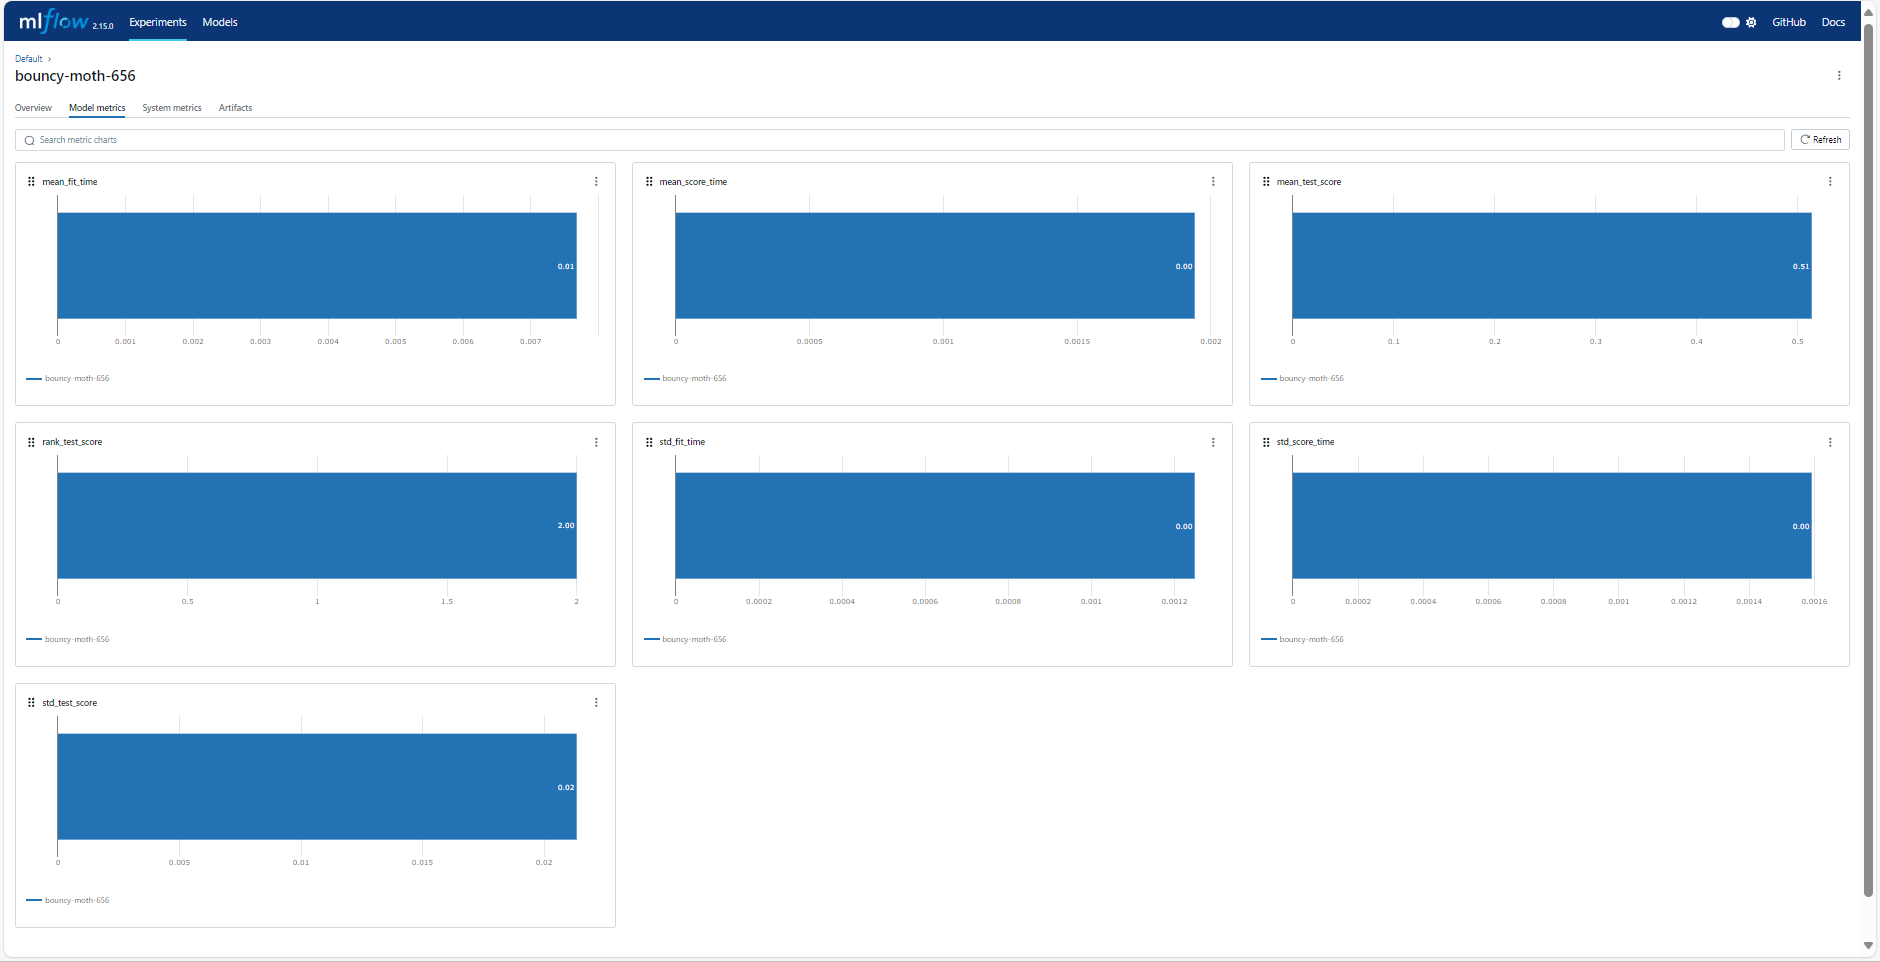 mlflow 2.15.0 Experiments Models GitHub Docs
Default ›
bouncy-moth-656
Overview Model metrics System metrics Artifacts
Search metric charts Refresh
mean_fit_time
0.01
0 0.001 0.002 0.003 0.004 0.005 0.006 0.007
bouncy-moth-656
mean_score_time
0.00
0 0.0005 0.001 0.0015 0.002
bouncy-moth-656
mean_test_score
0.51
0 0.1 0.2 0.3 0.4 0.5
bouncy-moth-656
rank_test_score
2.00
0 0.5 1 1.5 2
bouncy-moth-656
std_fit_time
0.00
0 0.0002 0.0004 0.0006 0.0008 0.001 0.0012
bouncy-moth-656
std_score_time
0.00
0 0.0002 0.0004 0.0006 0.0008 0.001 0.0012 0.0014 0.0016
bouncy-moth-656
std_test_score
0.02
0 0.005 0.01 0.015 0.02
bouncy-moth-656